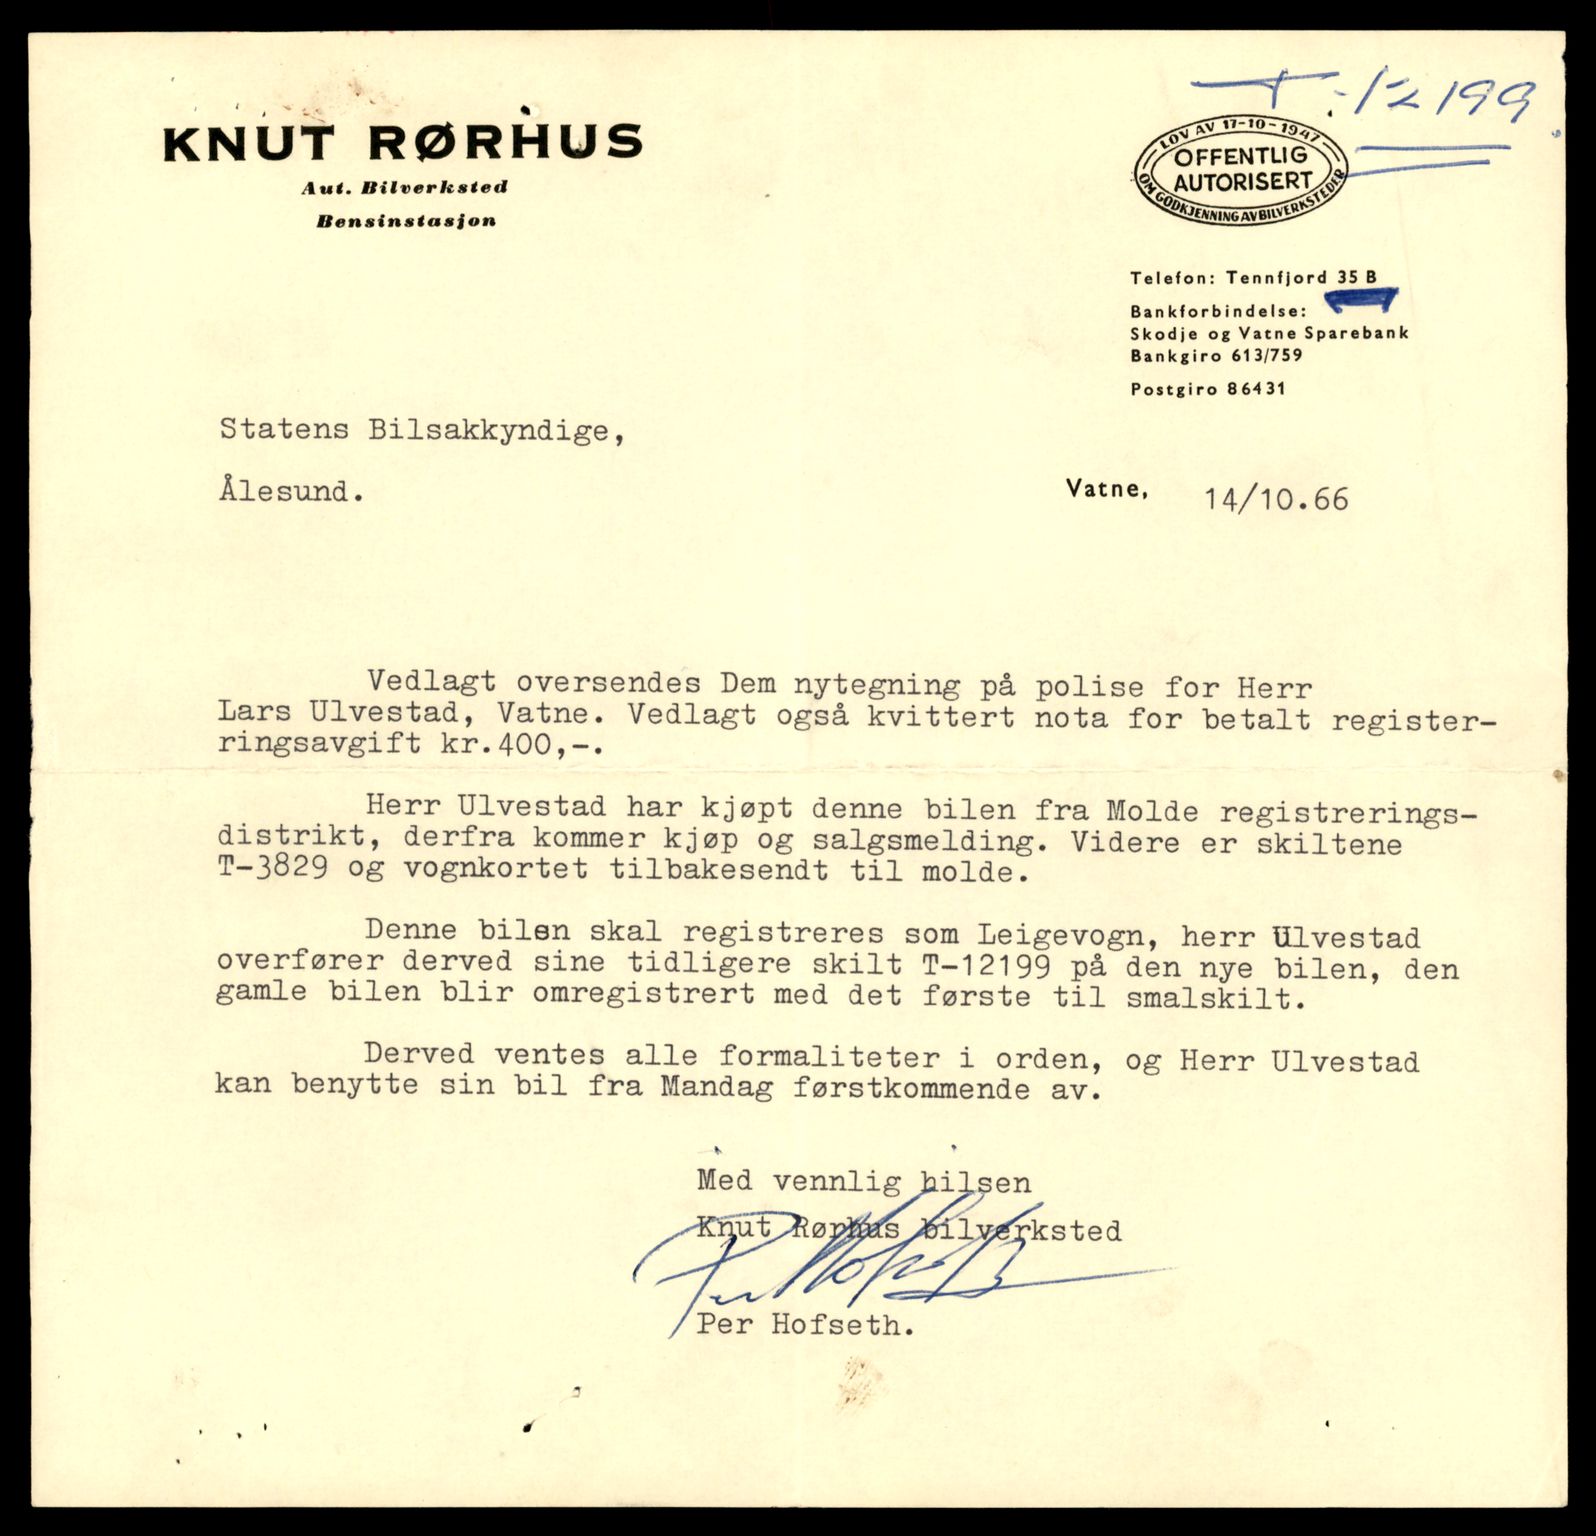 T-12199
KNUT RØRHUS
Aut. Bilverksted
Bensinstasjon
LOV AV 17-10-1947
OFFENTLIG
AUTORISERT
OM GODKJENNING AV BILVERKSTEDER
Telefon: Tennfjord 35 B
Bankforbindelse:
Skodje og Vatne Sparebank
Bankgiro 613/759
Postgiro 86431
Statens Bilsakkyndige,
Ålesund.
Vatne, 14/10.66
Vedlagt oversendes Dem nytegning på polise for Herr
Lars Ulvestad, Vatne. Vedlagt også kvittert nota for betalt register-
ringsavgift kr.400,-.
Herr Ulvestad har kjøpt denne bilen fra Molde registrerings-
distrikt, derfra kommer kjøp og salgsmelding. Videre er skiltene
T-3829 og vognkortet tilbakesendt til molde.
Denne bilen skal registreres som Leigevogn, herr Ulvestad
overfører derved sine tidligere skilt T-12199 på den nye bilen, den
gamle bilen blir omregistrert med det første til smalskilt.
Derved ventes alle formaliteter i orden, og Herr Ulvestad
kan benytte sin bil fra Mandag førstkommende av.
Med vennlig hilsen
Knut Rørhus bilverksted
Per Hofseth
Per Hofseth.